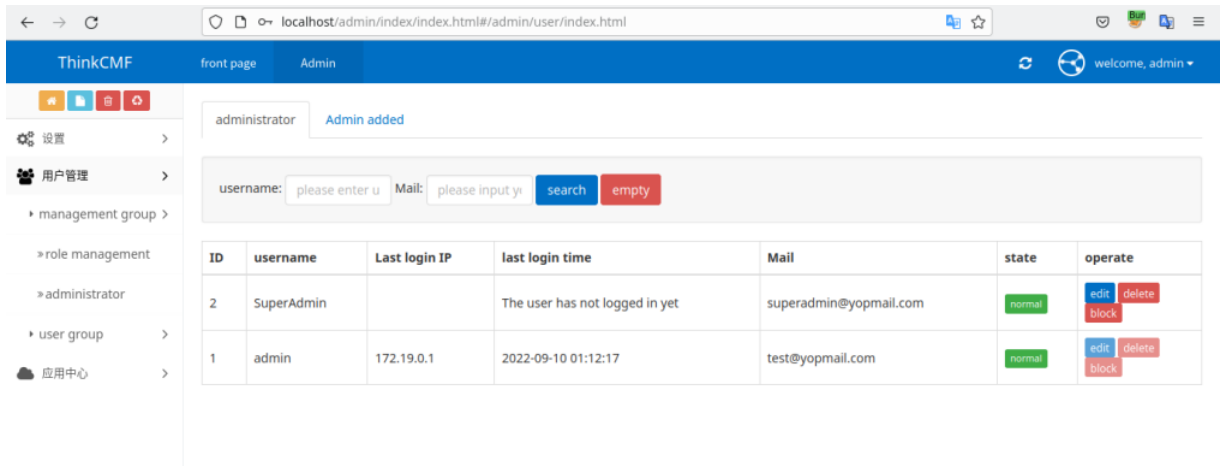 localhost/admin/index/index.html#/admin/user/index.html
Bur
ThinkCMF front page Admin welcome, admin
administrator Admin added
设置
用户管理
username: please enter u Mail: please input yo search empty
management group
role management
administrator
user group
应用中心
ID username Last login IP last login time Mail state operate
2 SuperAdmin The user has not logged in yet superadmin@yopmail.com normal edit delete
block
1 admin 172.19.0.1 2022-09-10 01:12:17 test@yopmail.com normal edit delete
block